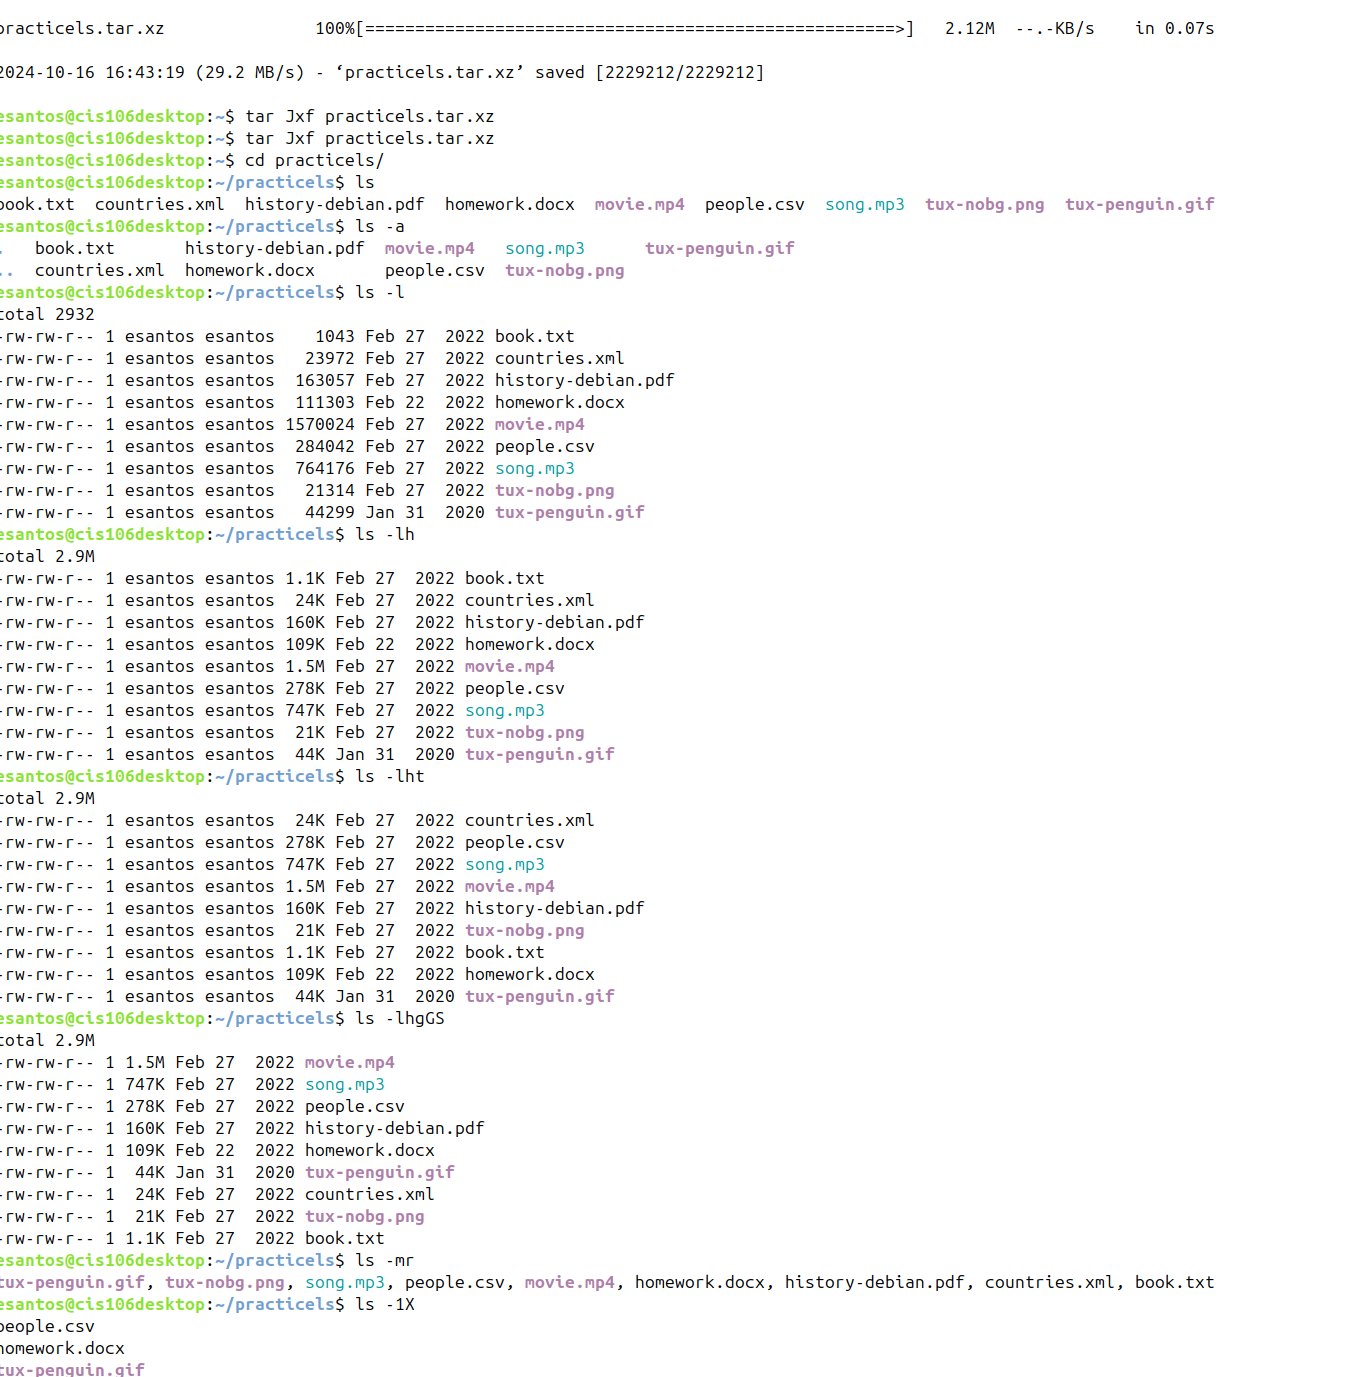 practicels.tar.xz 100%[=====================================================>] 2.12M --.-KB/s in 0.07s
2024-10-16 16:43:19 (29.2 MB/s) - ‘practicels.tar.xz’ saved [2229212/2229212]
esantos@cis106desktop:~$ tar Jxf practicels.tar.xz
esantos@cis106desktop:~$ tar Jxf practicels.tar.xz
esantos@cis106desktop:~$ cd practicels/
esantos@cis106desktop:~/practicels$ ls
book.txt countries.xml history-debian.pdf homework.docx movie.mp4 people.csv song.mp3 tux-nobg.png tux-penguin.gif
esantos@cis106desktop:~/practicels$ ls -a
. book.txt history-debian.pdf movie.mp4 song.mp3 tux-penguin.gif
.. countries.xml homework.docx people.csv tux-nobg.png
esantos@cis106desktop:~/practicels$ ls -l
total 2932
-rw-rw-r-- 1 esantos esantos 1043 Feb 27 2022 book.txt
-rw-rw-r-- 1 esantos esantos 23972 Feb 27 2022 countries.xml
-rw-rw-r-- 1 esantos esantos 163057 Feb 27 2022 history-debian.pdf
-rw-rw-r-- 1 esantos esantos 111303 Feb 22 2022 homework.docx
-rw-rw-r-- 1 esantos esantos 1570024 Feb 27 2022 movie.mp4
-rw-rw-r-- 1 esantos esantos 284042 Feb 27 2022 people.csv
-rw-rw-r-- 1 esantos esantos 764176 Feb 27 2022 song.mp3
-rw-rw-r-- 1 esantos esantos 21314 Feb 27 2022 tux-nobg.png
-rw-rw-r-- 1 esantos esantos 44299 Jan 31 2020 tux-penguin.gif
esantos@cis106desktop:~/practicels$ ls -lh
total 2.9M
-rw-rw-r-- 1 esantos esantos 1.1K Feb 27 2022 book.txt
-rw-rw-r-- 1 esantos esantos 24K Feb 27 2022 countries.xml
-rw-rw-r-- 1 esantos esantos 160K Feb 27 2022 history-debian.pdf
-rw-rw-r-- 1 esantos esantos 109K Feb 22 2022 homework.docx
-rw-rw-r-- 1 esantos esantos 1.5M Feb 27 2022 movie.mp4
-rw-rw-r-- 1 esantos esantos 278K Feb 27 2022 people.csv
-rw-rw-r-- 1 esantos esantos 747K Feb 27 2022 song.mp3
-rw-rw-r-- 1 esantos esantos 21K Feb 27 2022 tux-nobg.png
-rw-rw-r-- 1 esantos esantos 44K Jan 31 2020 tux-penguin.gif
esantos@cis106desktop:~/practicels$ ls -lht
total 2.9M
-rw-rw-r-- 1 esantos esantos 24K Feb 27 2022 countries.xml
-rw-rw-r-- 1 esantos esantos 278K Feb 27 2022 people.csv
-rw-rw-r-- 1 esantos esantos 747K Feb 27 2022 song.mp3
-rw-rw-r-- 1 esantos esantos 1.5M Feb 27 2022 movie.mp4
-rw-rw-r-- 1 esantos esantos 160K Feb 27 2022 history-debian.pdf
-rw-rw-r-- 1 esantos esantos 21K Feb 27 2022 tux-nobg.png
-rw-rw-r-- 1 esantos esantos 1.1K Feb 27 2022 book.txt
-rw-rw-r-- 1 esantos esantos 109K Feb 22 2022 homework.docx
-rw-rw-r-- 1 esantos esantos 44K Jan 31 2020 tux-penguin.gif
esantos@cis106desktop:~/practicels$ ls -lhgGS
total 2.9M
-rw-rw-r-- 1 1.5M Feb 27 2022 movie.mp4
-rw-rw-r-- 1 747K Feb 27 2022 song.mp3
-rw-rw-r-- 1 278K Feb 27 2022 people.csv
-rw-rw-r-- 1 160K Feb 27 2022 history-debian.pdf
-rw-rw-r-- 1 109K Feb 22 2022 homework.docx
-rw-rw-r-- 1 44K Jan 31 2020 tux-penguin.gif
-rw-rw-r-- 1 24K Feb 27 2022 countries.xml
-rw-rw-r-- 1 21K Feb 27 2022 tux-nobg.png
-rw-rw-r-- 1 1.1K Feb 27 2022 book.txt
esantos@cis106desktop:~/practicels$ ls -mr
tux-penguin.gif, tux-nobg.png, song.mp3, people.csv, movie.mp4, homework.docx, history-debian.pdf, countries.xml, book.txt
esantos@cis106desktop:~/practicels$ ls -1X
people.csv
homework.docx
tux-penguin.gif